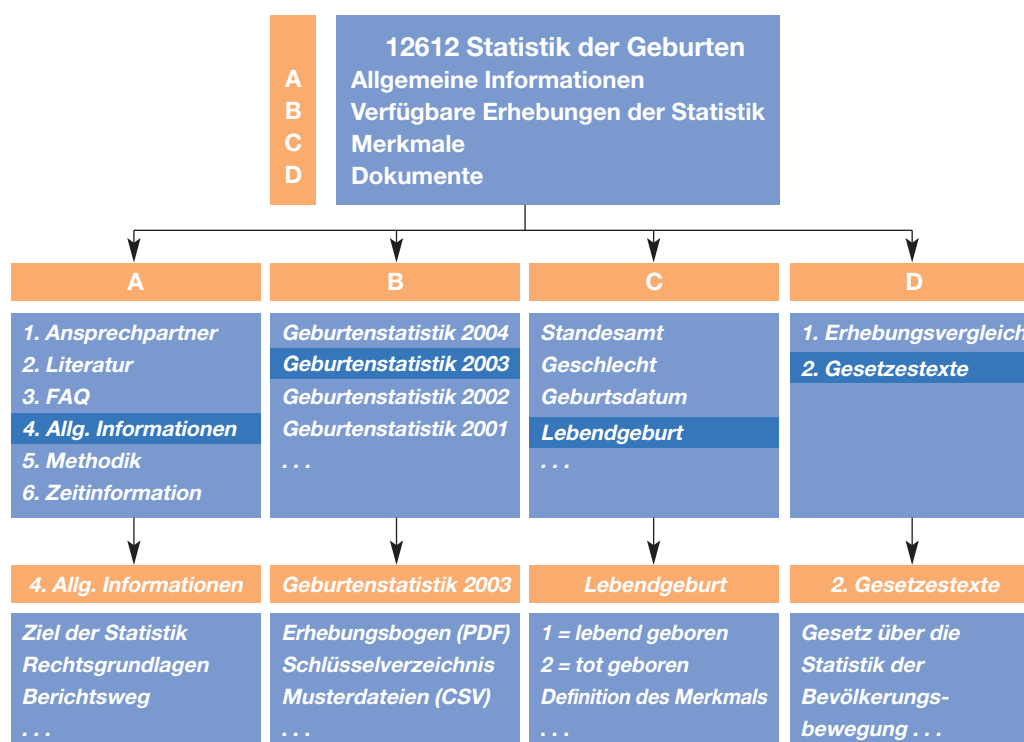 12612 Statistik der Geburten
A Allgemeine Informationen
B Verfügbare Erhebungen der Statistik
C Merkmale
D Dokumente
A
1. Ansprechpartner
2. Literatur
3. FAQ
4. Allg. Informationen
5. Methodik
6. Zeitinformation
4. Allg. Informationen
Ziel der Statistik
Rechtsgrundlagen
Berichtsweg
. . .
B
Geburtenstatistik 2004
Geburtenstatistik 2003
Geburtenstatistik 2002
Geburtenstatistik 2001
. . .
Geburtenstatistik 2003
Erhebungsbogen (PDF)
Schlüsselverzeichnis
Musterdateien (CSV)
. . .
C
Standesamt
Geschlecht
Geburtsdatum
Lebendgeburt
. . .
Lebendgeburt
1 = lebend geboren
2 = tot geboren
Definition des Merkmals
. . .
D
1. Erhebungsvergleich
2. Gesetzestexte
2. Gesetzestexte
Gesetz über die
Statistik der
Bevölkerungs-
bewegung . . .